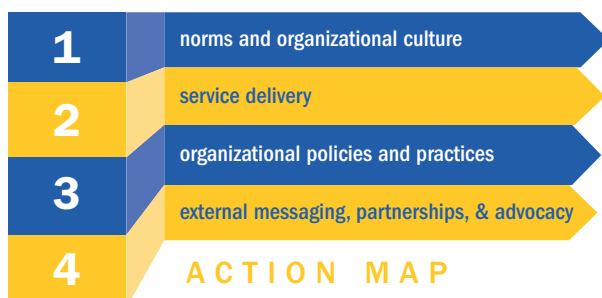 1 norms and organizational culture
2 service delivery
3 organizational policies and practices
4 external messaging, partnerships, & advocacy
ACTION MAP